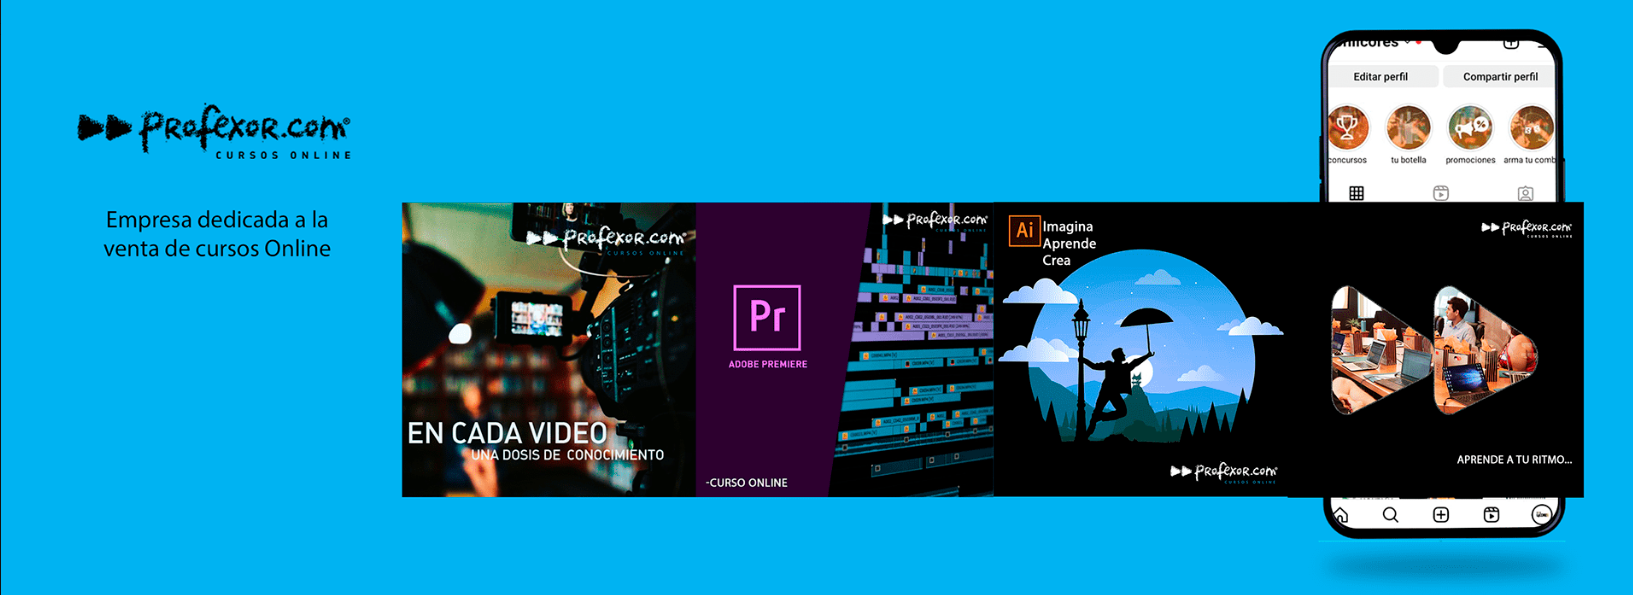 PROFEXOR.COM®
CURSOS ONLINE
Empresa dedicada a la
venta de cursos Online
Editar perfil
Compartir perfil
concursos
tu botella
promociones
arma tu comb
PROFEXOR.COM®
CURSOS ONLINE
EN CADA VIDEO
UNA DOSIS DE CONOCIMIENTO
PROFEXOR.COM®
CURSOS ONLINE
Pr
ADOBE PREMIERE
-CURSO ONLINE
Ai
Imagina
Aprende
Crea
PROFEXOR.COM®
CURSOS ONLINE
PROFEXOR.COM
CURSOS ONLINE
APRENDE A TU RITMO...